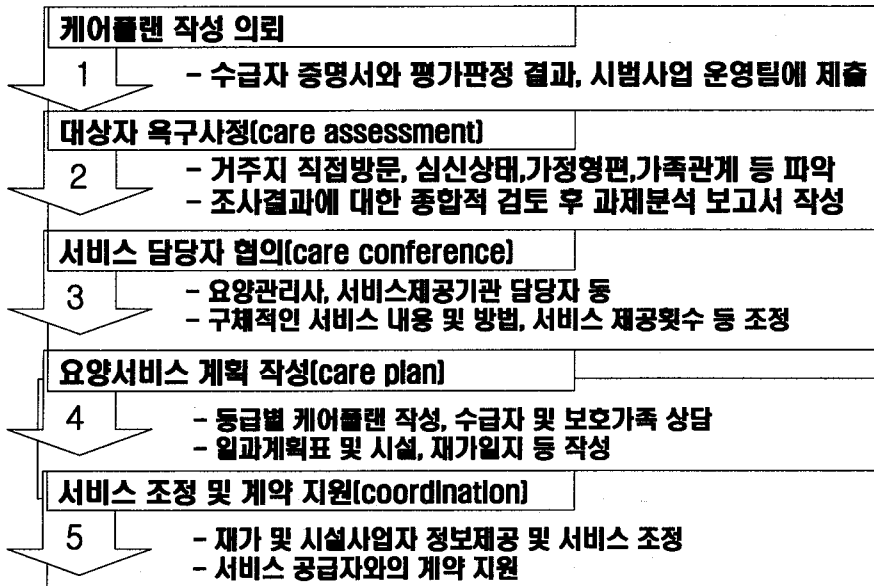 케어플랜 작성 의뢰
1
- 수급자 증명서와 평가판정 결과, 시범사업 운영팀에 제출
대상자 욕구사정(care assessment)
2
- 거주지 직접방문, 심신상태,가정형편,가족관계 등 파악
- 조사결과에 대한 종합적 검토 후 과제분석 보고서 작성
서비스 담당자 협의(care conference)
3
- 요양관리사, 서비스제공기관 담당자 등
- 구체적인 서비스 내용 및 방법, 서비스 제공횟수 등 조정
요양서비스 계획 작성(care plan)
4
- 등급별 케어플랜 작성, 수급자 및 보호가족 상담
- 일과계획표 및 시설, 재가일지 등 작성
서비스 조정 및 계약 지원(coordination)
5
- 재가 및 시설사업자 정보제공 및 서비스 조정
- 서비스 공급자와의 계약 지원